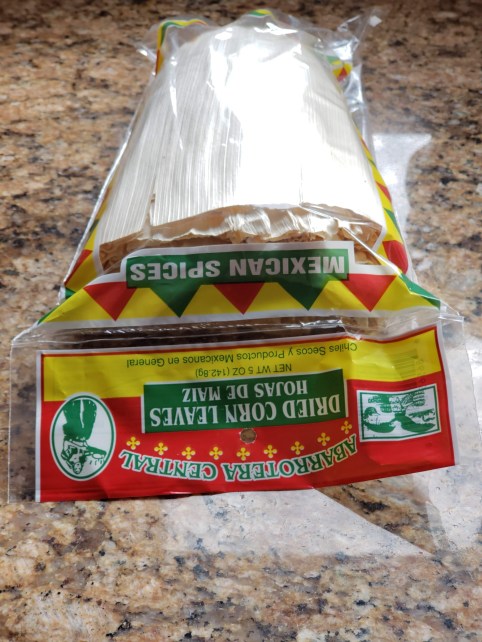 ABARROTERA CENTRAL
DRIED CORN LEAVES
HOJAS DE MAIZ
NET WT 5 OZ (142.8g)
Chiles Secos y Productos Mexicanos en General
MEXICAN SPICES